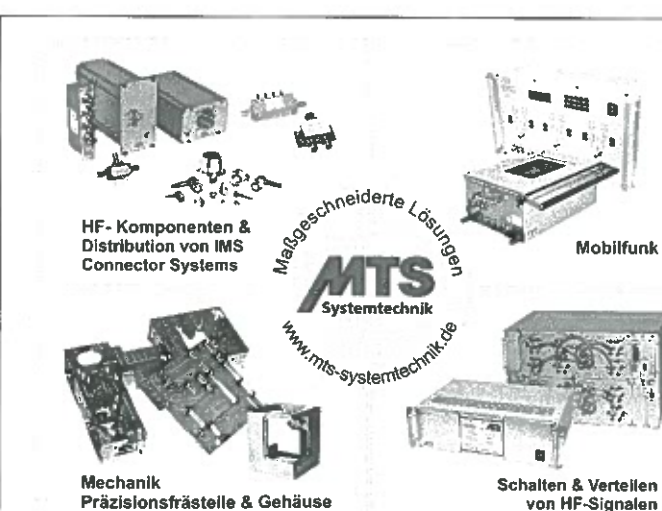 HF- Komponenten &
Distribution von IMS
Connector Systems
Mobilfunk
Maßgeschneiderte Lösungen
MTS
Systemtechnik
www.mts-systemtechnik.de
Mechanik
Präzisionsfrästeile & Gehäuse
Schalten & Verteilen
von HF-Signalen